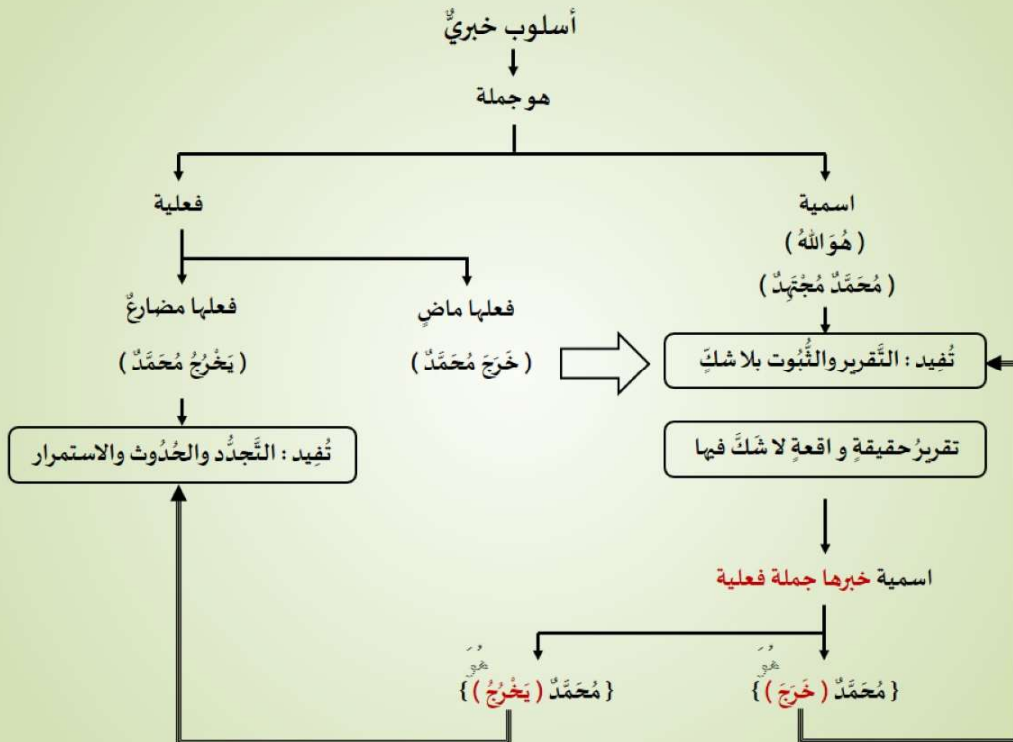 أسلوب خبريٌّ
هو جملة
اسمية
( هُوَ اللهُ )
( مُحَمَّدٌ مُجْتَهِدٌ )
فعلية
فعلها ماضٍ
( خَرَجَ مُحَمَّدٌ )
فعلها مضارعٌ
( يَخْرُجُ مُحَمَّدٌ )
تُفِيد : التَّقرير والثُّبُوت بلا شكٍّ
تقريرُ حقيقةٍ و اقعةٍ لا شَكَّ فيها
تُفِيد : التَّجدُّد والحُدُوث والاستمرار
اسمية خبرها جملة فعلية
هُوَ
{ مُحَمَّدٌ ( خَرَجَ ) }
هُوَ
{ مُحَمَّدٌ ( يَخْرُجُ ) }